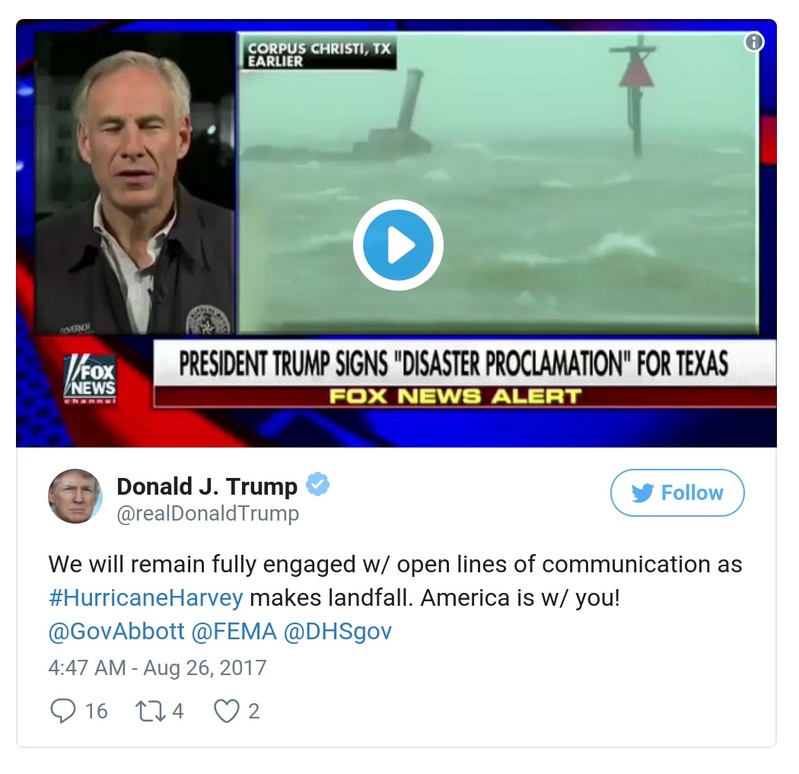 CORPUS CHRISTI, TX
EARLIER
GOVERNOR
FOX
NEWS
channel
PRESIDENT TRUMP SIGNS "DISASTER PROCLAMATION" FOR TEXAS
FOX NEWS ALERT
Donald J. Trump
@realDonaldTrump
Follow
We will remain fully engaged w/ open lines of communication as
#HurricaneHarvey makes landfall. America is w/ you!
@GovAbbott @FEMA @DHSgov
4:47 AM - Aug 26, 2017
16 4 2